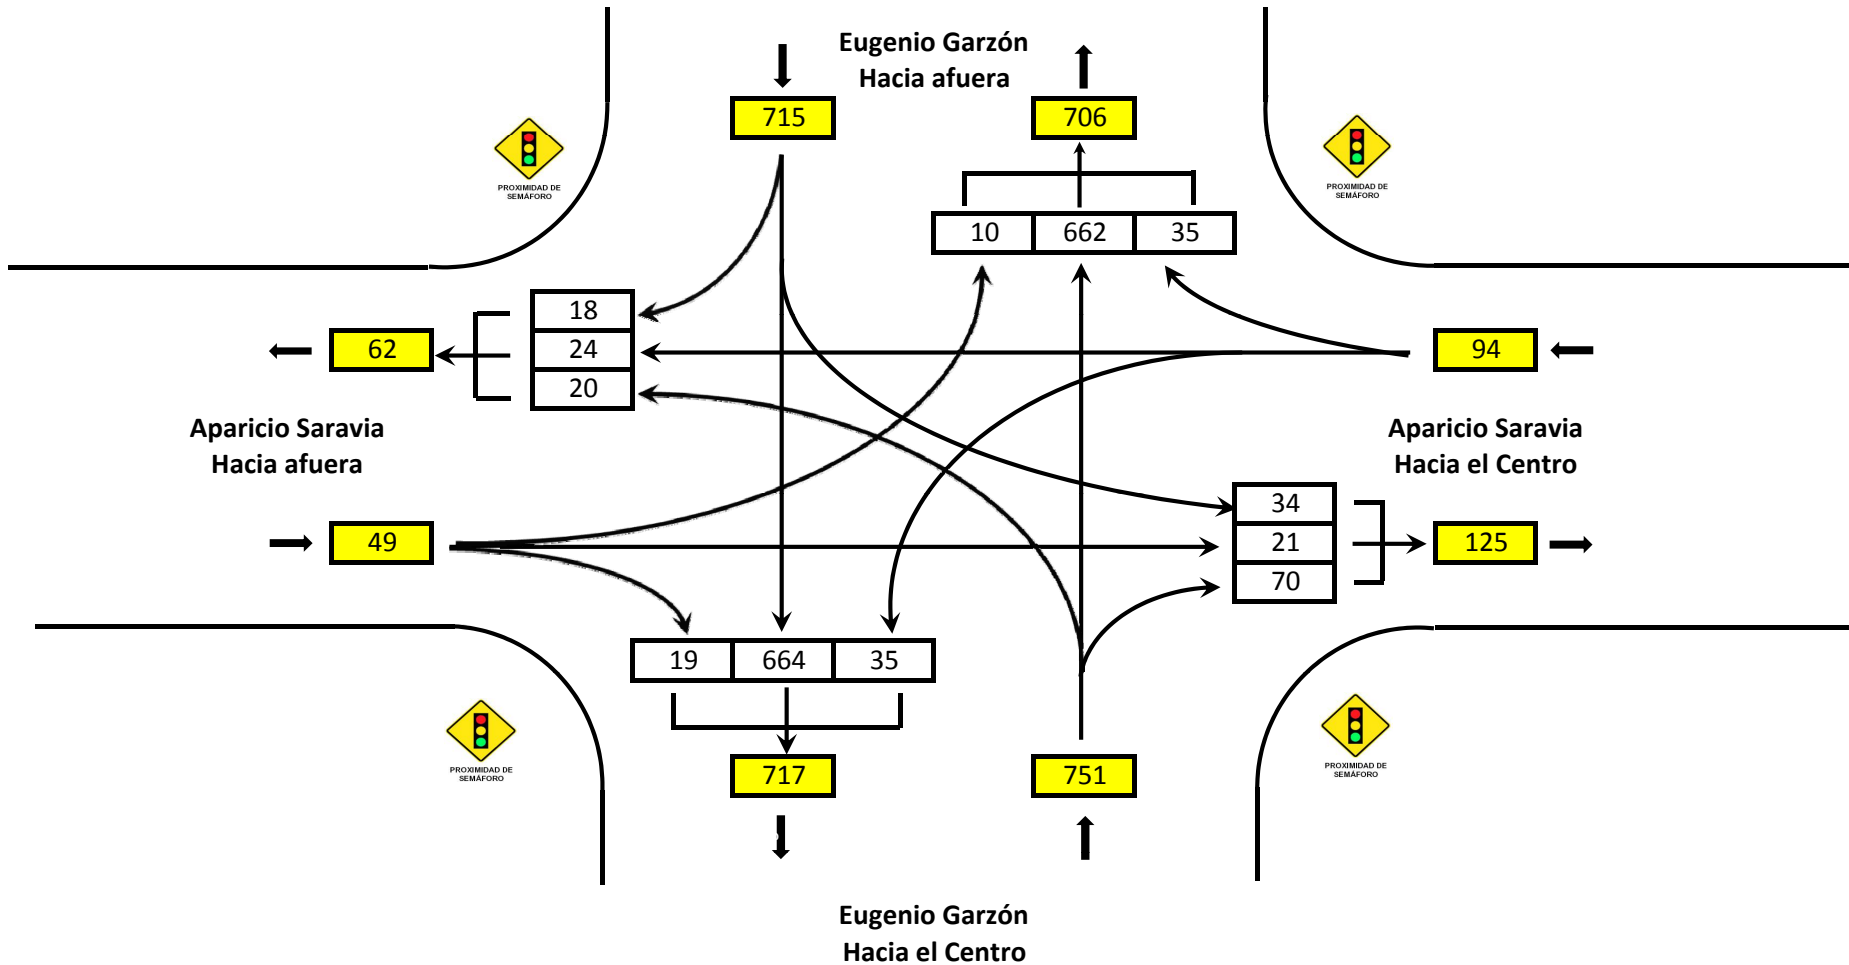 Eugenio Garzón
Hacia afuera
715
706
PROXIMIDAD DE
SEMÁFORO
PROXIMIDAD DE
SEMÁFORO
10 662 35
18
24
20
62
94
Aparicio Saravia
Hacia afuera
Aparicio Saravia
Hacia el Centro
49
34
21
70
125
19 664 35
PROXIMIDAD DE
SEMÁFORO
PROXIMIDAD DE
SEMÁFORO
717
751
Eugenio Garzón
Hacia el Centro